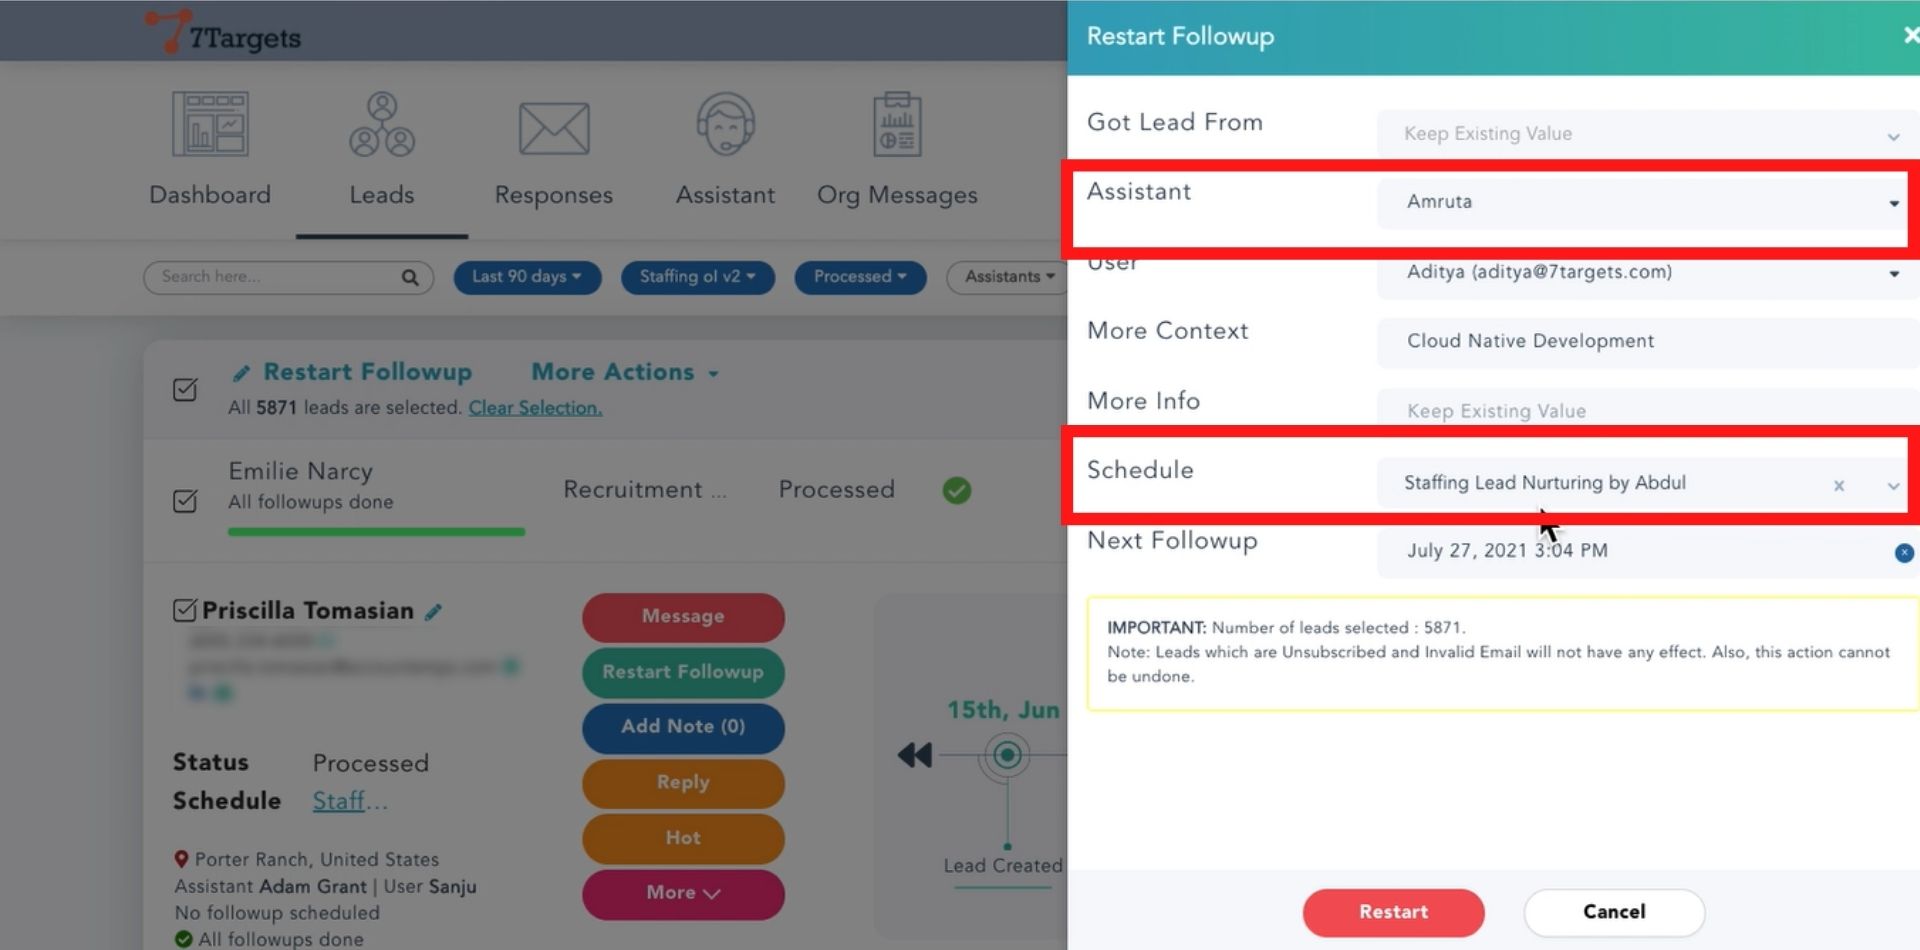 7Targets
Dashboard
Leads
Responses
Assistant
Org Messages
Search here...
Last 90 days
Staffing ol v2
Processed
Assistants
Restart Followup
More Actions
All 5871 leads are selected. Clear Selection.
Emilie Narcy
All followups done
Recruitment ...
Processed
Priscilla Tomasian
Status Processed
Schedule Staff...
Porter Ranch, United States
Assistant Adam Grant | User Sanju
No followup scheduled
All followups done
Message
Restart Followup
Add Note (0)
Reply
Hot
More
15th, Jun
Lead Created
Restart Followup
Got Lead From Keep Existing Value
Assistant Amruta
User Aditya (aditya@7targets.com)
More Context Cloud Native Development
More Info Keep Existing Value
Schedule Staffing Lead Nurturing by Abdul
Next Followup July 27, 2021 3:04 PM
IMPORTANT: Number of leads selected : 5871.
Note: Leads which are Unsubscribed and Invalid Email will not have any effect. Also, this action cannot
be undone.
Restart
Cancel